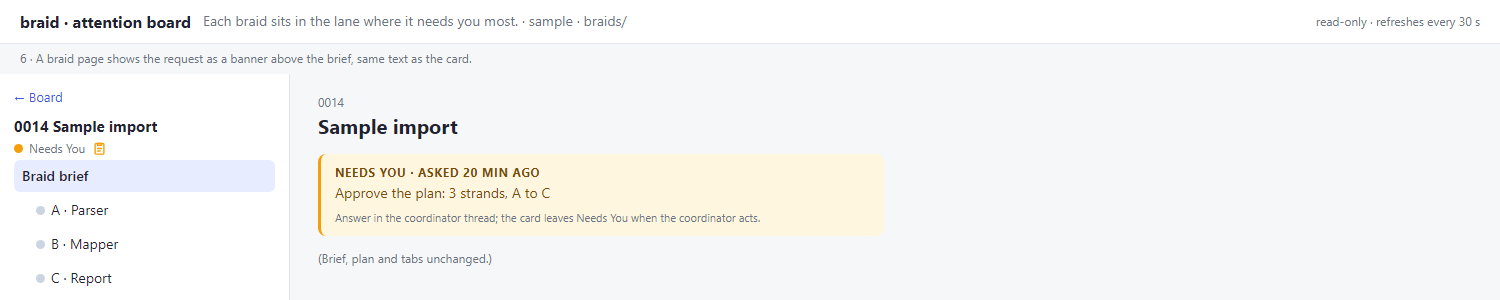 braid · attention board Each braid sits in the lane where it needs you most. · sample · braids/ read-only · refreshes every 30 s
6 · A braid page shows the request as a banner above the brief, same text as the card.
← Board
0014 Sample import
Needs You
Braid brief
A · Parser
B · Mapper
C · Report
0014
Sample import
NEEDS YOU · ASKED 20 MIN AGO
Approve the plan: 3 strands, A to C
Answer in the coordinator thread; the card leaves Needs You when the coordinator acts.
(Brief, plan and tabs unchanged.)